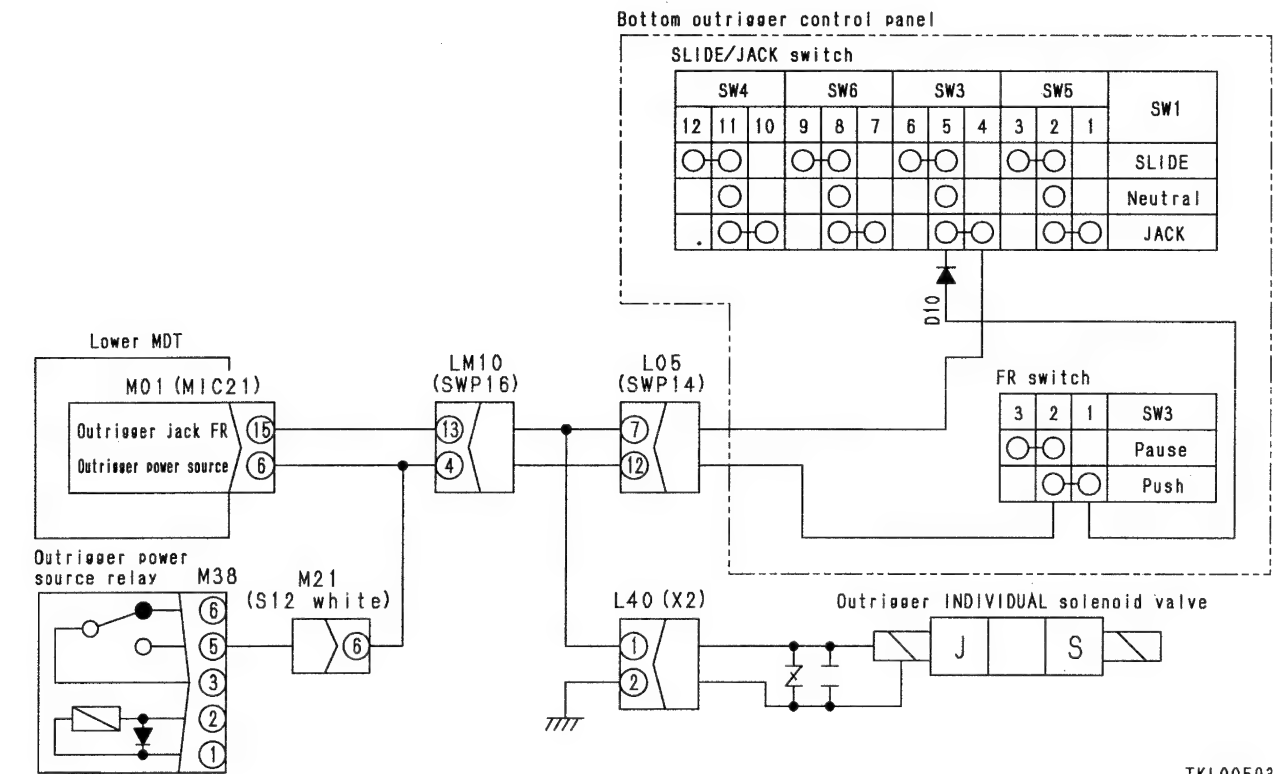 Bottom outrigger control panel
SLIDE/JACK switch
SW4 SW6 SW3 SW5 SW1
12 11 10 9 8 7 6 5 4 3 2 1
SLIDE
Neutral
JACK
D10
Lower MDT
M01 (MIC21)
Outrigger Jack FR 15
Outrigger power source 6
LM10
(SWP16)
13
4
L05
(SWP14)
7
12
FR switch
3 2 1 SW3
Pause
Push
Outrigger power
source relay
M38
6
5
3
2
1
M21
(S12 white)
6
L40 (X2)
1
2
Outrigger INDIVIDUAL solenoid valve
J S